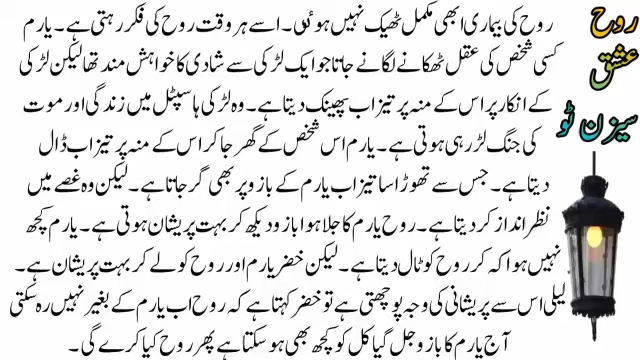 روح
عشق
سیزن ٹو
روح کی بیماری ابھی مکمل ٹھیک نہیں ہوئی۔ اسے ہر وقت روح کی فکر رہتی ہے۔ یارم
کسی شخص کی عقل ٹھکانے لگانے جاتا جو ایک لڑکی سے شادی کا خواہش مند تھا لیکن لڑکی
کے انکار پر اس کے منہ پر تیزاب پھینک دیتا ہے۔ وہ لڑکی ہاسپٹل میں زندگی اور موت
کی جنگ لڑ رہی ہوتی ہے۔ یارم اس شخص کے گھر جا کر اس کے منہ پر تیزاب ڈال
دیتا ہے۔ جس سے تھوڑا سا تیزاب یارم کے بازو پر بھی گر جاتا ہے۔ لیکن وہ غصے میں
نظر انداز کر دیتا ہے۔ روح یارم کا جلا ہوا بازو دیکھ کر بہت پریشان ہوتی ہے۔ یارم کچھ
نہیں ہوا کہ کر روح کو ٹال دیتا ہے۔ لیکن خضر یارم اور روح کو لے کر بہت پریشان ہے۔
لیلی اس سے پریشانی کی وجہ پوچھتی ہے تو خضر کہتا ہے کہ روح اب یارم کے بغیر نہیں رہ سکتی
آج یارم کا بازو جل گیا کل کو کچھ بھی ہو سکتا ہے پھر روح کیا کرے گی۔